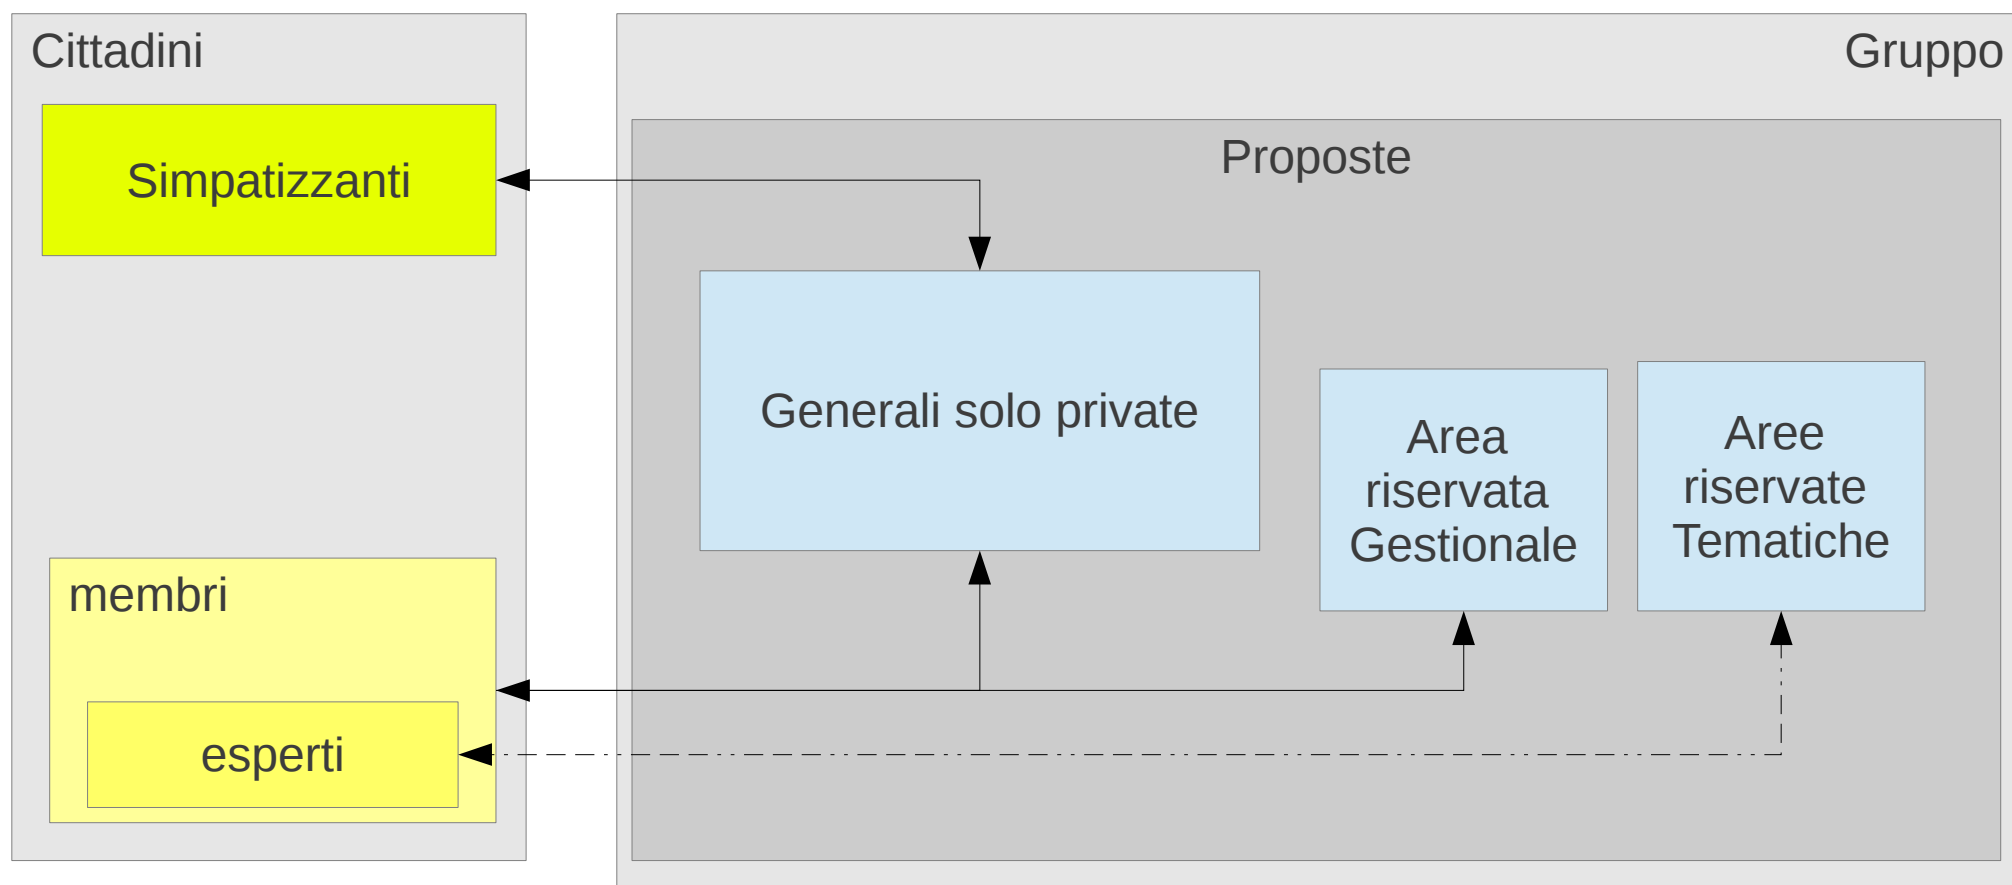 Cittadini
Gruppo
Simpatizzanti
Proposte
Generali solo private
Area
riservata
Gestionale
Aree
riservate
Tematiche
membri
esperti